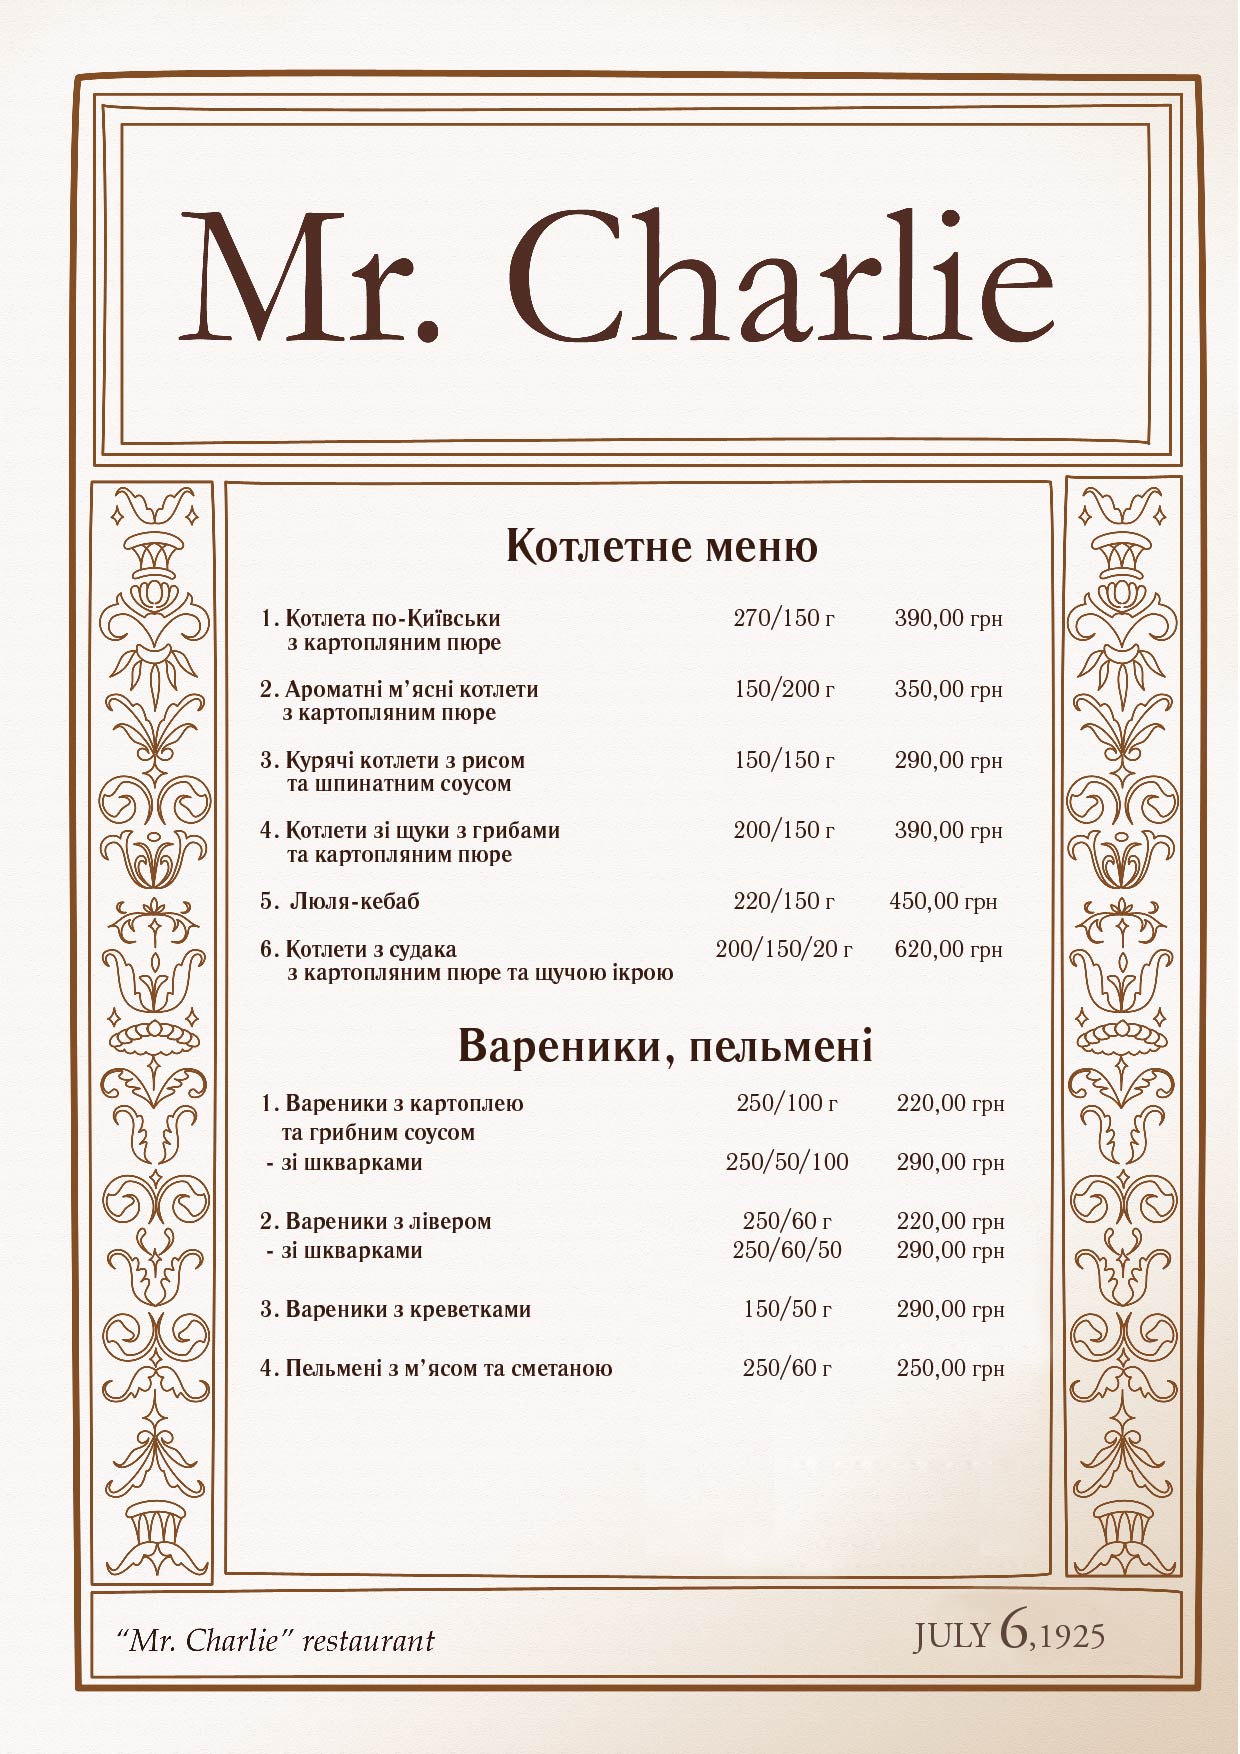 Mr. Charlie
Котлетне меню
1. Котлета по-Київськи 270/150 г 390,00 грн
з картопляним пюре
2. Ароматні м’ясні котлети 150/200 г 350,00 грн
з картопляним пюре
3. Курячі котлети з рисом 150/150 г 290,00 грн
та шпинатним соусом
4. Котлети зі щуки з грибами 200/150 г 390,00 грн
та картопляним пюре
5. Люля-кебаб 220/150 г 450,00 грн
6. Котлети з судака 200/150/20 г 620,00 грн
з картопляним пюре та щучою ікрою
Вареники, пельмені
1. Вареники з картоплею 250/100 г 220,00 грн
та грибним соусом
- зі шкварками 250/50/100 290,00 грн
2. Вареники з лівером 250/60 г 220,00 грн
- зі шкварками 250/60/50 290,00 грн
3. Вареники з креветками 150/50 г 290,00 грн
4. Пельмені з м’ясом та сметаною 250/60 г 250,00 грн
“Mr. Charlie” restaurant JULY 6,1925